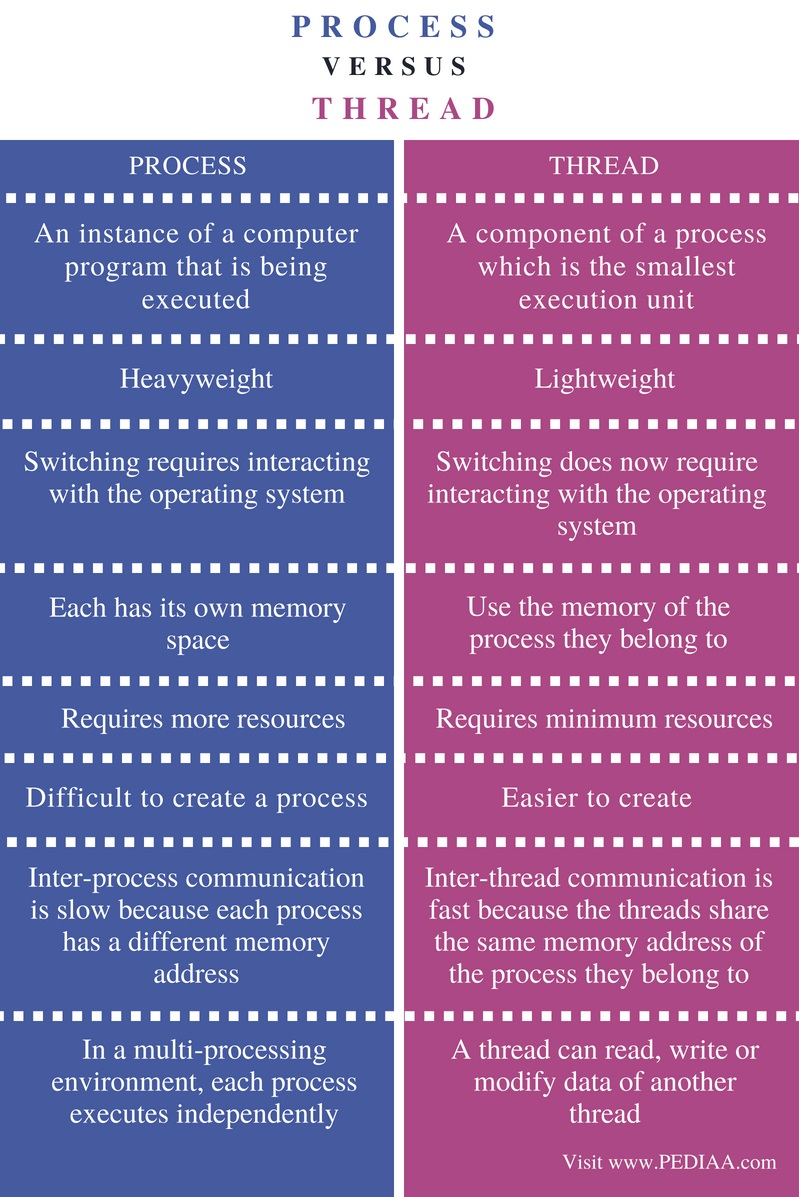 PROCESS
VERSUS
THREAD
PROCESS
THREAD
An instance of a computer
program that is being
executed
A component of a process
which is the smallest
execution unit
Heavyweight
Lightweight
Switching requires interacting
with the operating system
Switching does now require
interacting with the operating
system
Each has its own memory
space
Use the memory of the
process they belong to
Requires more resources
Requires minimum resources
Difficult to create a process
Easier to create
Inter-process communication
is slow because each process
has a different memory
address
Inter-thread communication is
fast because the threads share
the same memory address of
the process they belong to
In a multi-processing
environment, each process
executes independently
A thread can read, write or
modify data of another
thread
Visit www.PEDIAA.com